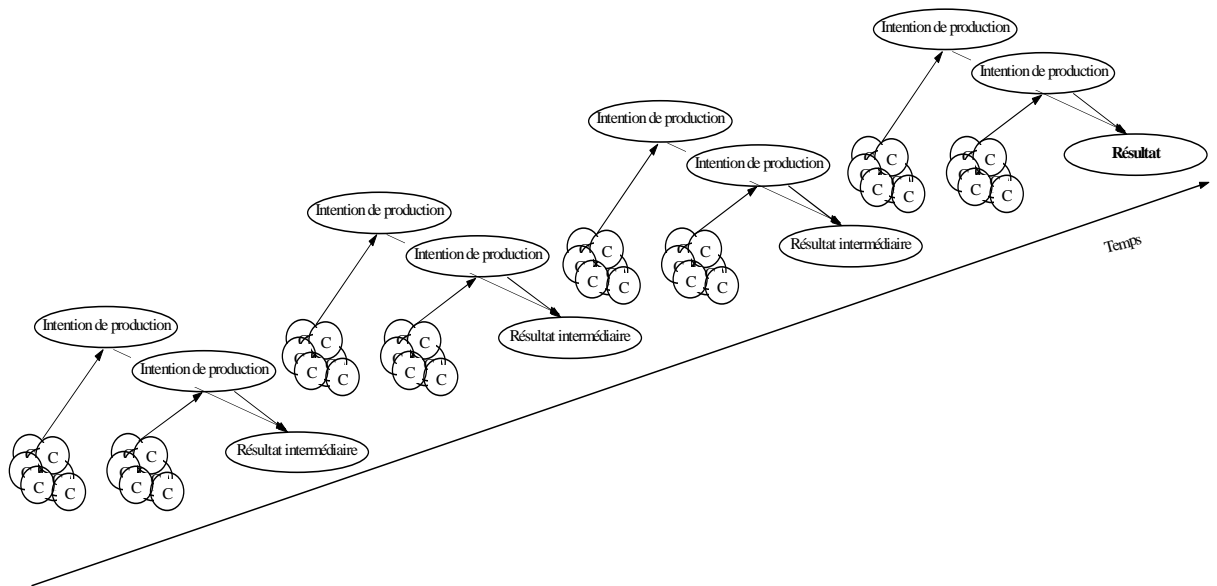 Intention de production
Intention de production
C
C
C
C
C
C
Résultat intermédiaire
Intention de production
Intention de production
C
C
C
C
C
C
Résultat intermédiaire
Intention de production
Intention de production
C
C
C
C
C
C
Résultat intermédiaire
Intention de production
Intention de production
C
C
C
C
C
C
Résultat
Temps